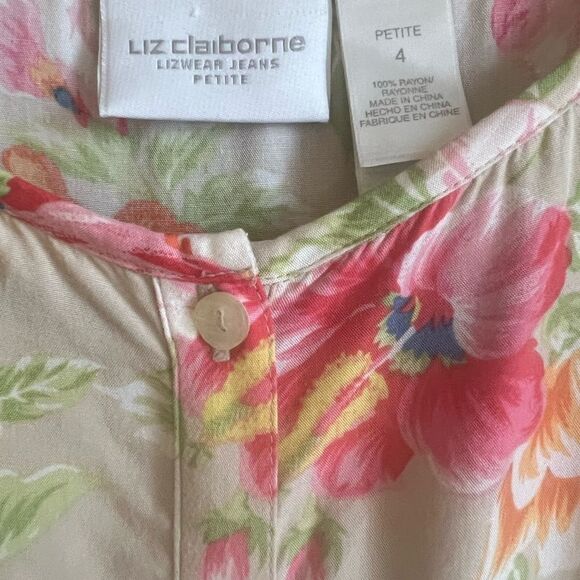 LIZ claiborne
LIZWEAR JEANS
PETITE
PETITE
4
100% RAYON/
RAYONNE
MADE IN CHINA
HECHO EN CHINA
FABRIQUE EN CHINE